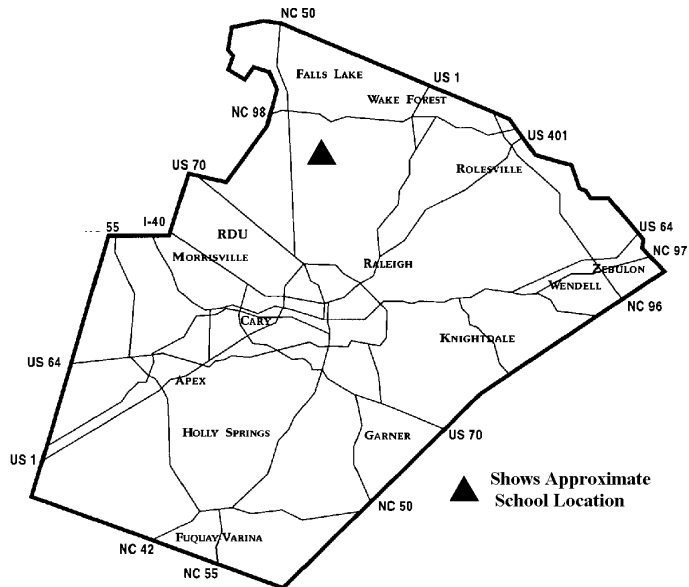 NC 50
FALLS LAKE
US 1
WAKE FOREST
NC 98
US 401
US 70
ROLESVILLE
55
I-40
RDU
US 64
MORRISVILLE
NC 97
RALEIGH
ZEBULON
WENDELL
NC 96
CARY
KNIGHTDALE
US 64
APEX
HOLLY SPRINGS
GARNER
US 70
US 1
Shows Approximate
School Location
NC 50
FUQUAY VARINA
NC 42
NC 55